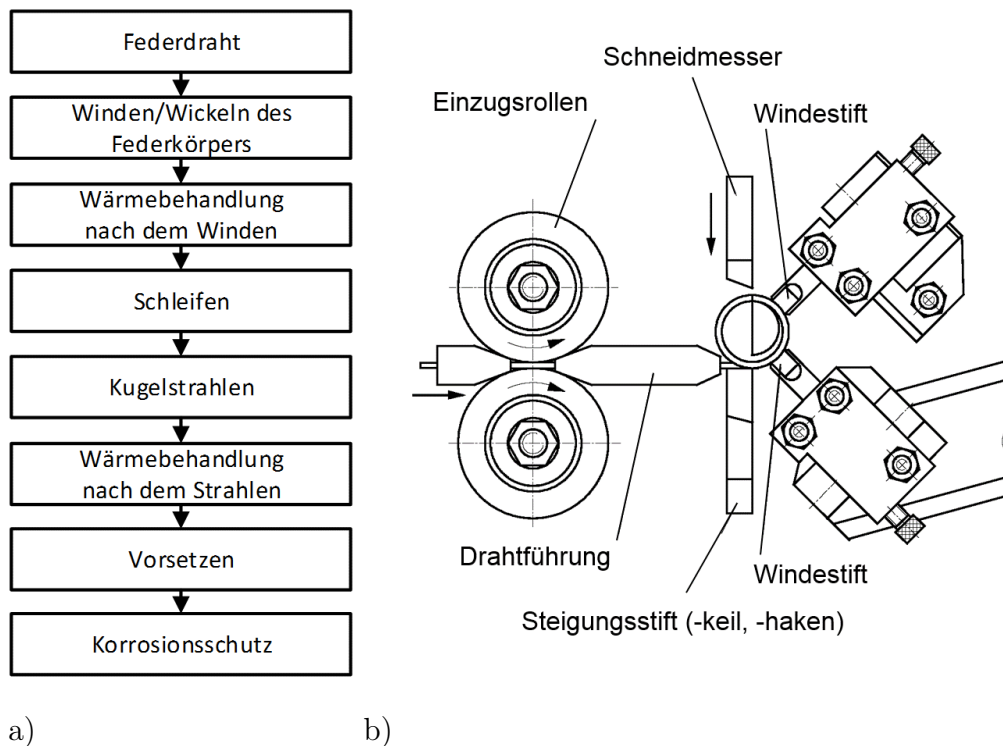 Federdraht
Winden/Wickeln des
Federkörpers
Wärmebehandlung
nach dem Winden
Schleifen
Kugelstrahlen
Wärmebehandlung
nach dem Strahlen
Vorsetzen
Korrosionsschutz
a)
Schneidmesser
Einzugsrollen
Windestift
Drahtführung
Windestift
Steigungsstift (-keil, -haken)
b)